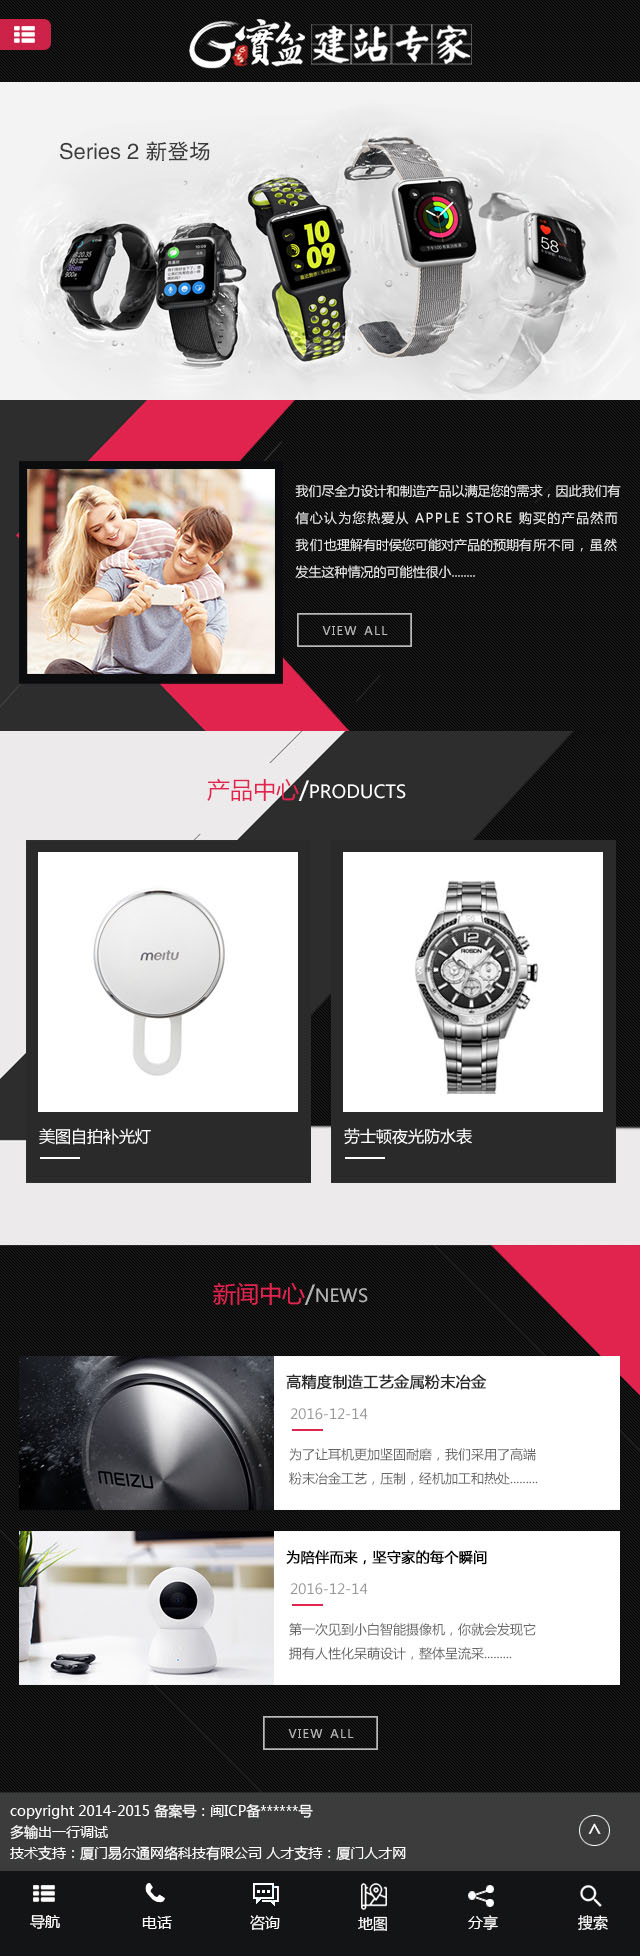 G宝盆建站专家
Series 2 新登场
10
09
58
我们尽全力设计和制造产品以满足您的需求，因此我们有
信心认为您热爱从 APPLE STORE 购买的产品然而
我们也理解有时侯您可能对产品的预期有所不同，虽然
发生这种情况的可能性很小........
VIEW ALL
产品中心/PRODUCTS
meitu
12
ROSDN
美图自拍补光灯
劳士顿夜光防水表
新闻中心/NEWS
MEIZU
高精度制造工艺金属粉末冶金
2016-12-14
为了让耳机更加坚固耐磨，我们采用了高端
粉末冶金工艺，压制，经机加工和热处.........
为陪伴而来，坚守家的每个瞬间
2016-12-14
第一次见到小白智能摄像机，你就会发现它
拥有人性化呆萌设计，整体呈流采.........
VIEW ALL
copyright 2014-2015 备案号：闽ICP备******号
多输出一行调试
技术支持：厦门易尔通网络科技有限公司 人才支持：厦门人才网
导航
电话
咨询
地图
分享
搜索